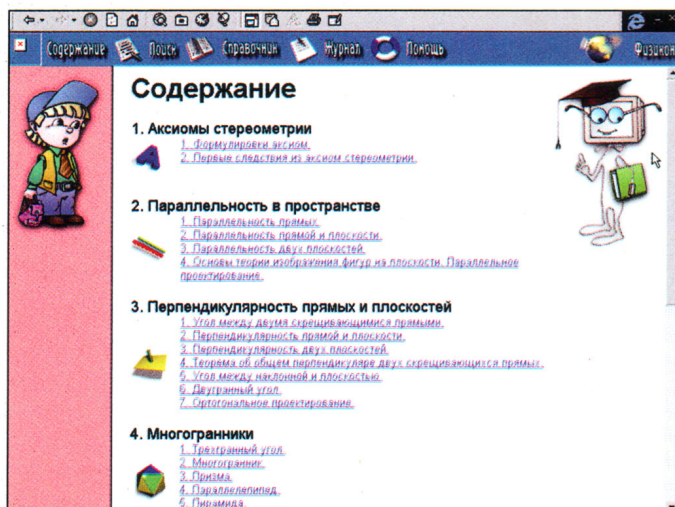 Содержание Поиск Справочник Журнал Помощь Физикон
Содержание
1. Аксиомы стереометрии
1. Формулировки аксиом.
2. Первые следствия из аксиом стереометрии.
2. Параллельность в пространстве
1. Параллельность прямых.
2. Параллельность прямой и плоскости.
3. Параллельность двух плоскостей.
4. Основы теории изображения фигур на плоскости. Параллельное
проектирование.
3. Перпендикулярность прямых и плоскостей
1. Угол между двумя скрещивающимися прямыми.
2. Перпендикулярность прямой и плоскости.
3. Перпендикулярность двух плоскостей.
4. Теорема об общем перпендикуляре двух скрещивающихся прямых.
5. Угол между наклонной и плоскостью.
6. Двугранный угол.
7. Ортогональное проектирование.
4. Многогранники
1. Трехгранный угол.
2. Многогранник.
3. Призма.
4. Параллелепипед.
5. Пирамида.